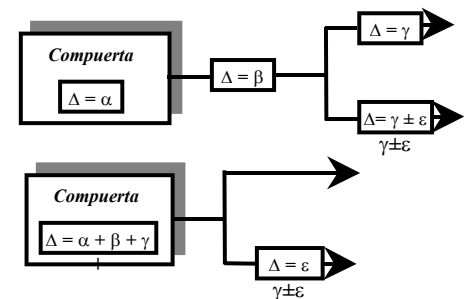 Compuerta
Δ = α
Δ = β
Δ = γ
Δ= γ ± ε
γ±ε
Compuerta
Δ = α + β + γ
Δ = ε
γ±ε